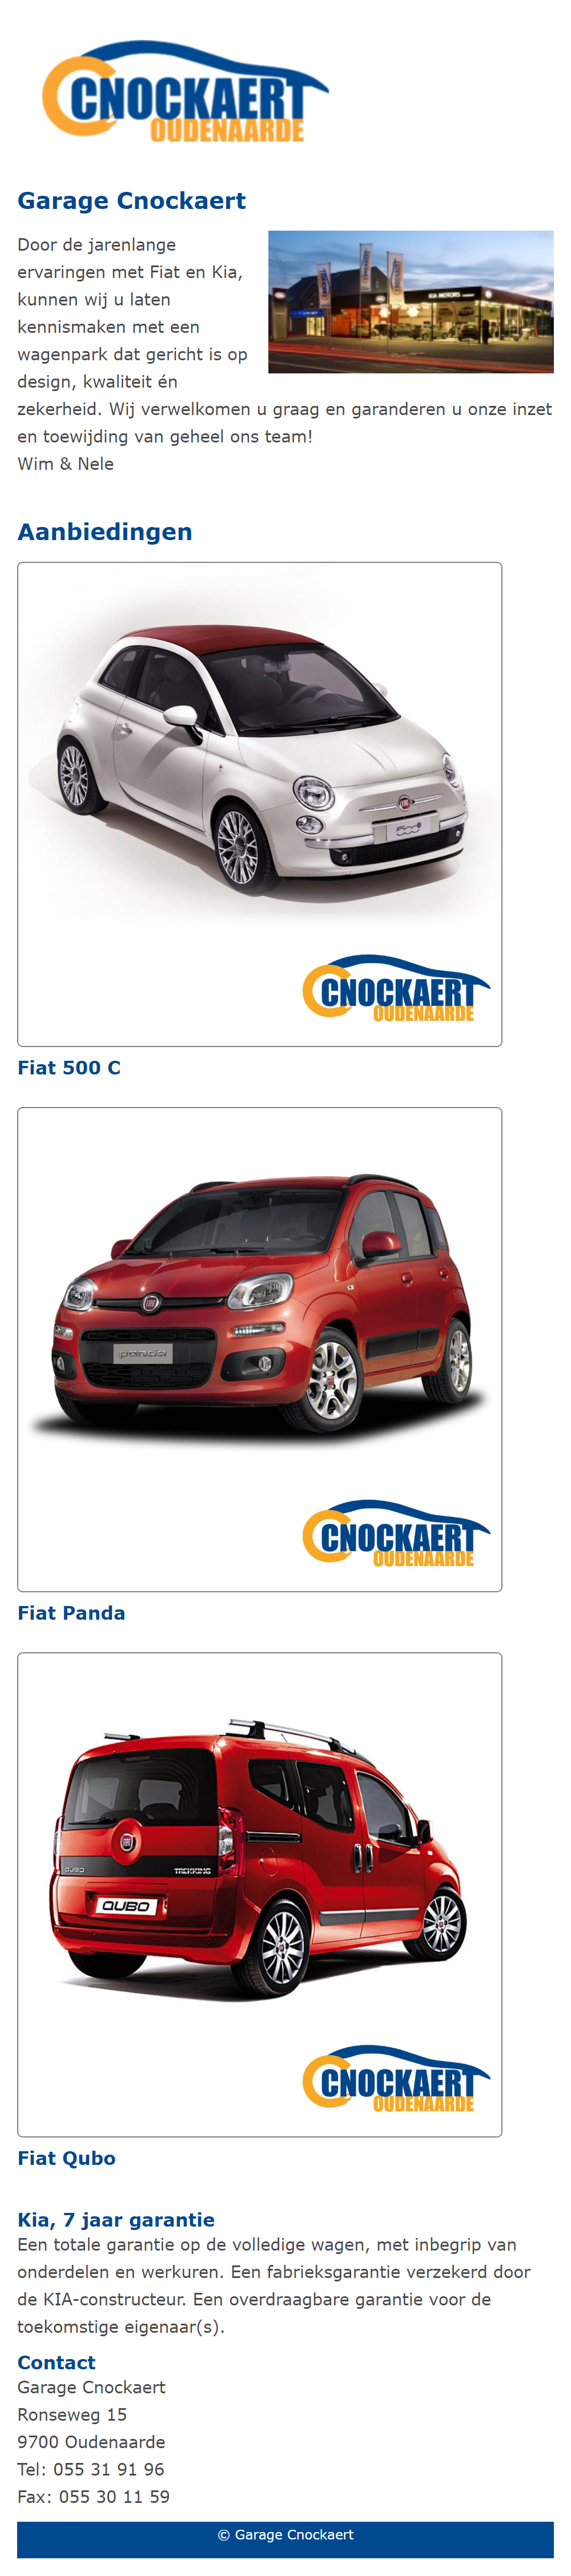 CNOCKAERT
OUDENAARDE
Garage Cnockaert
Door de jarenlange
ervaringen met Fiat en Kia,
kunnen wij u laten
kennismaken met een
wagenpark dat gericht is op
design, kwaliteit én
zekerheid. Wij verwelkomen u graag en garanderen u onze inzet
en toewijding van geheel ons team!
Wim & Nele
Aanbiedingen
500
CNOCKAERT
OUDENAARDE
Fiat 500 C
panda
CNOCKAERT
OUDENAARDE
Fiat Panda
QUBO
TREKKING
QUBO
CNOCKAERT
OUDENAARDE
Fiat Qubo
Kia, 7 jaar garantie
Een totale garantie op de volledige wagen, met inbegrip van
onderdelen en werkuren. Een fabrieksgarantie verzekerd door
de KIA-constructeur. Een overdraagbare garantie voor de
toekomstige eigenaar(s).
Contact
Garage Cnockaert
Ronseweg 15
9700 Oudenaarde
Tel: 055 31 91 96
Fax: 055 30 11 59
© Garage Cnockaert